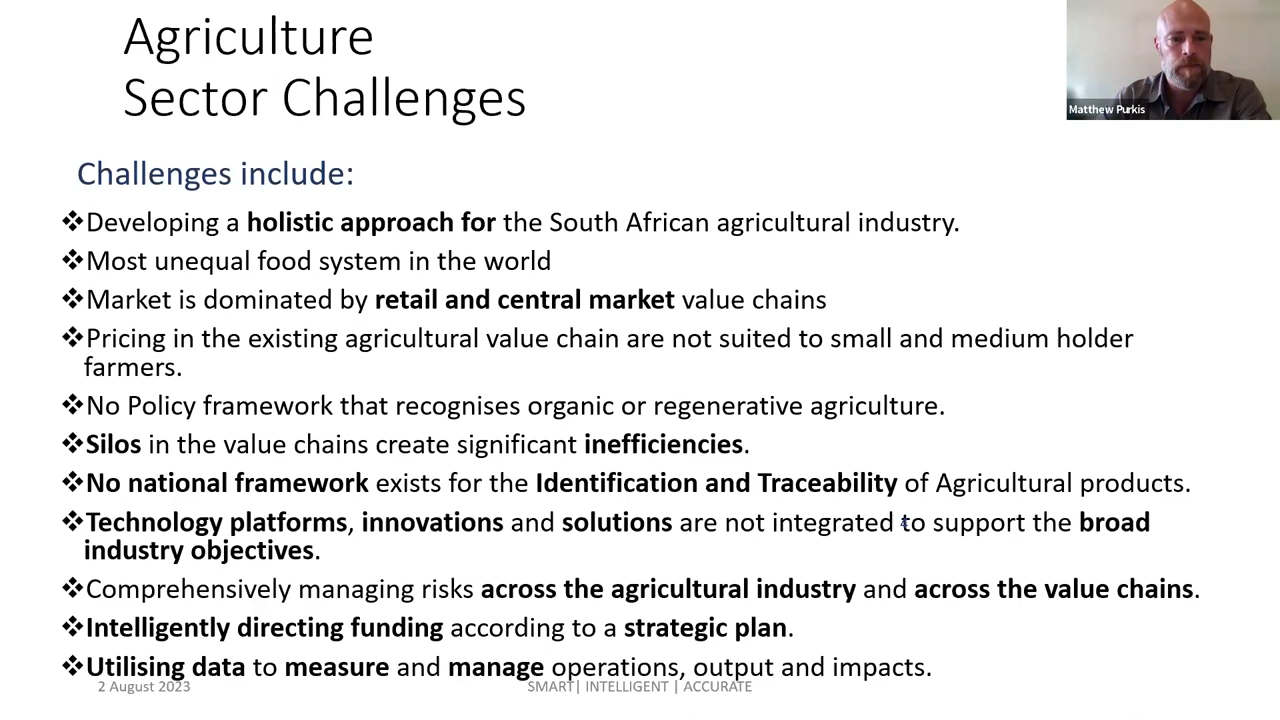 Agriculture
Sector Challenges
Matthew Purkis
Challenges include:
❖Developing a holistic approach for the South African agricultural industry.
❖Most unequal food system in the world
❖Market is dominated by retail and central market value chains
❖Pricing in the existing agricultural value chain are not suited to small and medium holder
farmers.
❖No Policy framework that recognises organic or regenerative agriculture.
❖Silos in the value chains create significant inefficiencies.
❖No national framework exists for the Identification and Traceability of Agricultural products.
❖Technology platforms, innovations and solutions are not integrated to support the broad
industry objectives.
❖Comprehensively managing risks across the agricultural industry and across the value chains.
❖Intelligently directing funding according to a strategic plan.
❖Utilising data to measure and manage operations, output and impacts.
2 August 2023
SMART| INTELLIGENT | ACCURATE